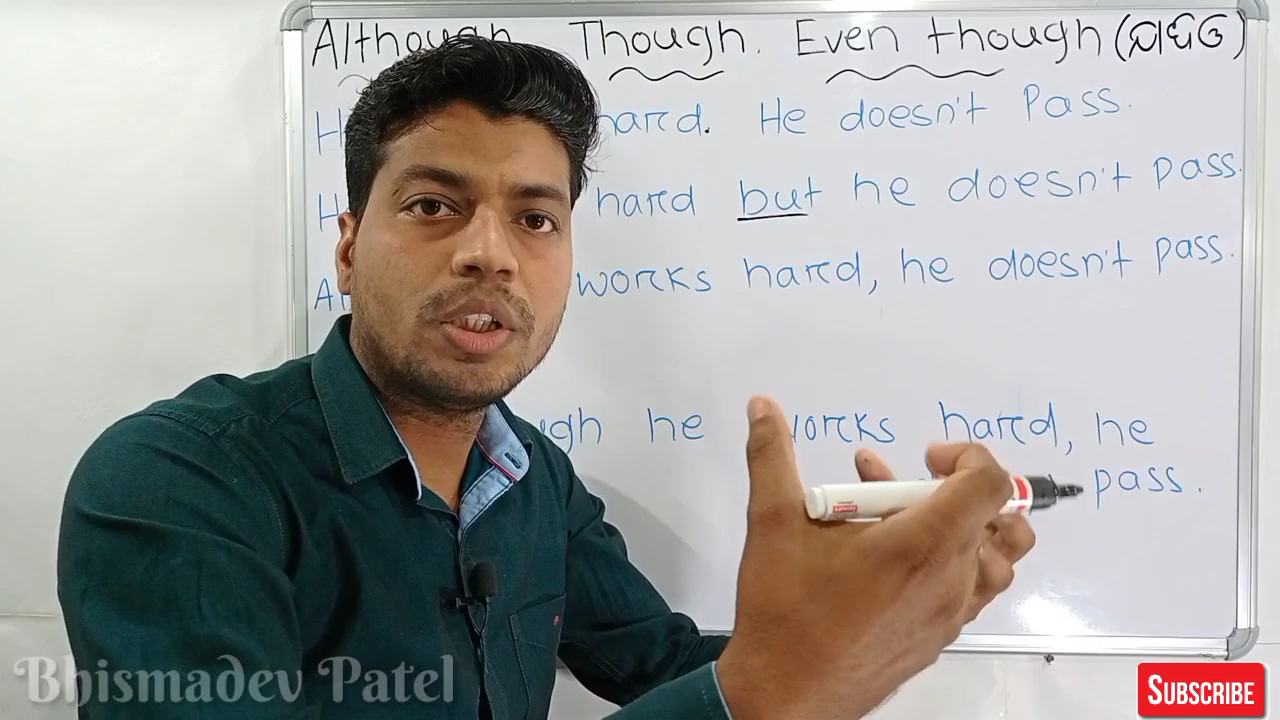 Although Though. Even though (ଯଦିଓ)
hard. He doesn't Pass.
hard but he doesn't pass.
works hard, he doesn't pass.
he works hard, he
pass.
Bhismadev Patel
SUBSCRIBE